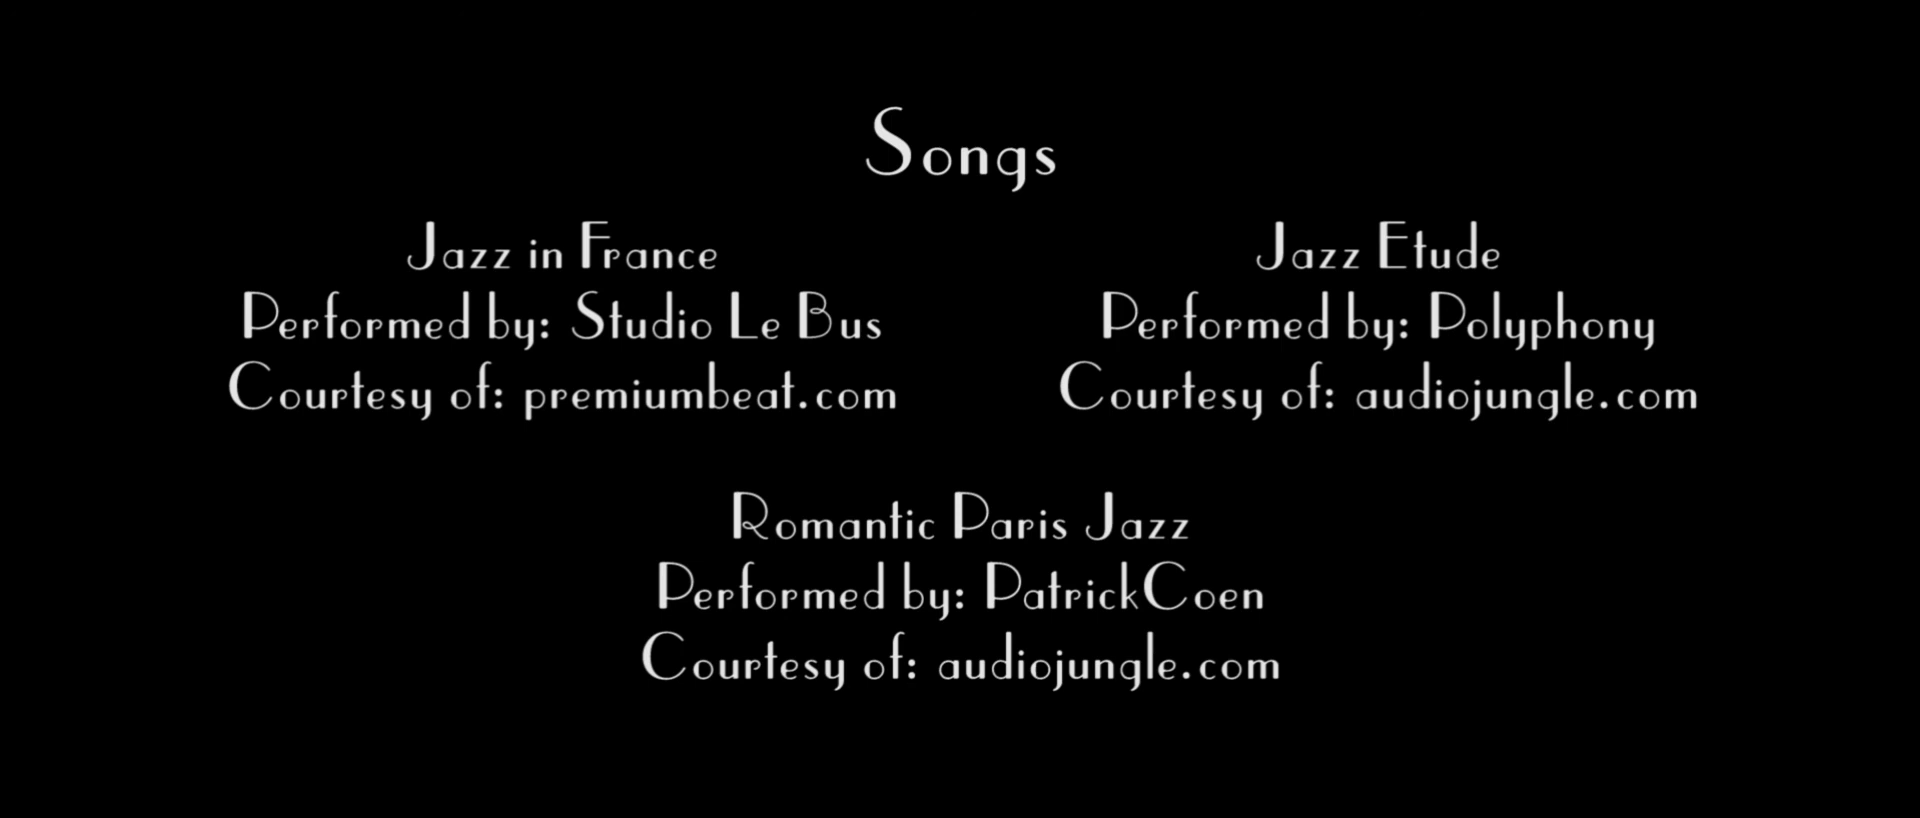 Songs
Jazz in France
Performed by: Studio Le Bus
Courtesy of: premiumbeat.com
Jazz Etude
Performed by: Polyphony
Courtesy of: audiojungle.com
Romantic Paris Jazz
Performed by: PatrickCoen
Courtesy of: audiojungle.com